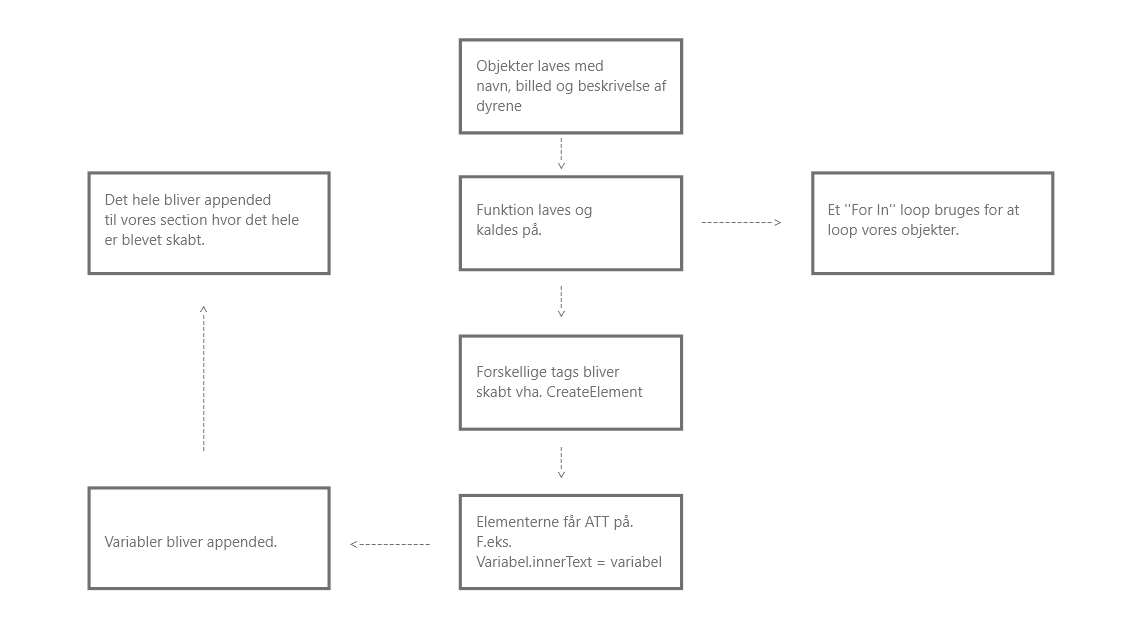 Objekter laves med
navn, billed og beskrivelse af
dyrene
Funktion laves og
kaldes på.
Et "For In" loop bruges for at
loop vores objekter.
Forskellige tags bliver
skabt vha. CreateElement
Elementerne får ATT på.
F.eks.
Variabel.innerText = variabel
Variabler bliver appended.
Det hele bliver appended
til vores section hvor det hele
er blevet skabt.